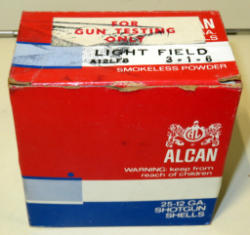 FOR
GUN TESTING
ONLY
LIGHT FIELD
A12LF8 3-1-6
SMOKELESS POWDER
ALCAN
WARNING: keep from
reach of children
25-12 GA.
SHOTGUN
SHELLS